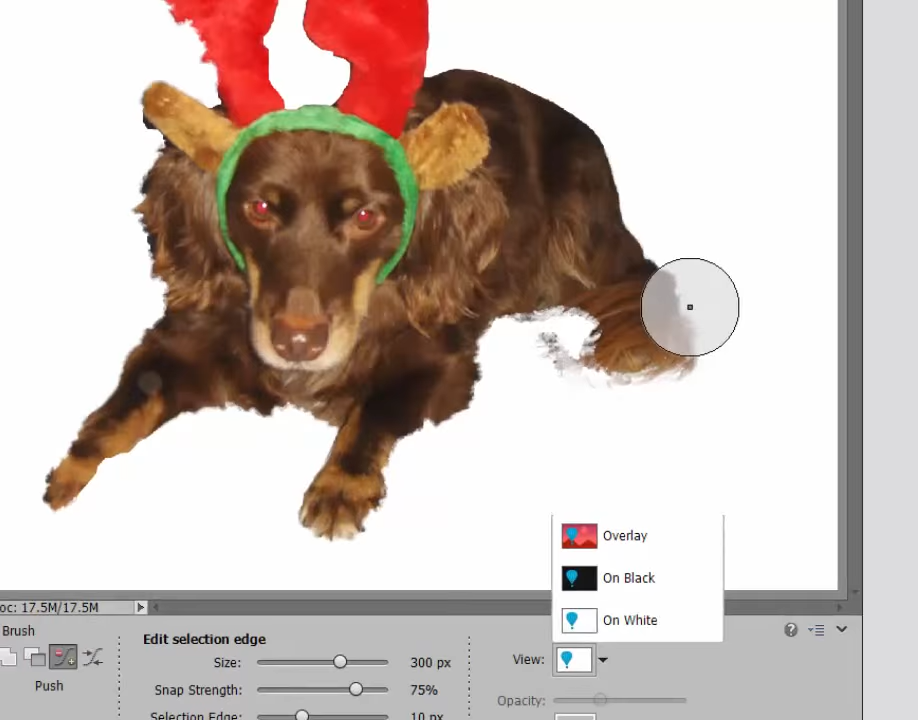 Overlay
On Black
On White
oc: 17.5M/17.5M
Brush
Edit selection edge
Size: 300 px
View:
Push
Snap Strength: 75%
Opacity:
Selection Edge: 10 px